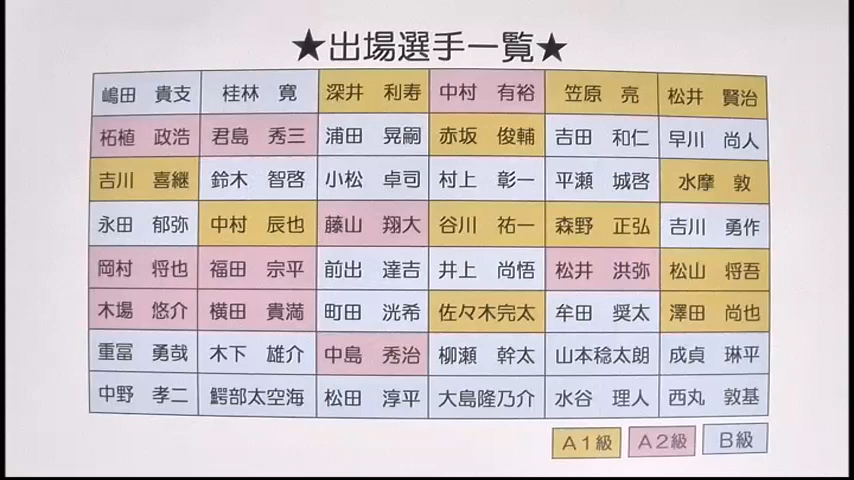 ★出場選手一覧★
嶋田 貴支 桂林 寛 深井 利寿 中村 有裕 笠原 亮 松井 賢治
柘植 政浩 君島 秀三 浦田 晃嗣 赤坂 俊輔 吉田 和仁 早川 尚人
吉川 喜継 鈴木 智啓 小松 卓司 村上 彰一 平瀬 城啓 水摩 敦
永田 郁弥 中村 辰也 藤山 翔大 谷川 祐一 森野 正弘 吉川 勇作
岡村 将也 福田 宗平 前出 達吉 井上 尚悟 松井 洪弥 松山 将吾
木場 悠介 横田 貴満 町田 洸希 佐々木完太 牟田 奨太 澤田 尚也
重冨 勇哉 木下 雄介 中島 秀治 柳瀬 幹太 山本稔太朗 成貞 琳平
中野 孝二 鰐部太空海 松田 淳平 大島隆乃介 水谷 理人 西丸 敦基
A1級 A2級 B級